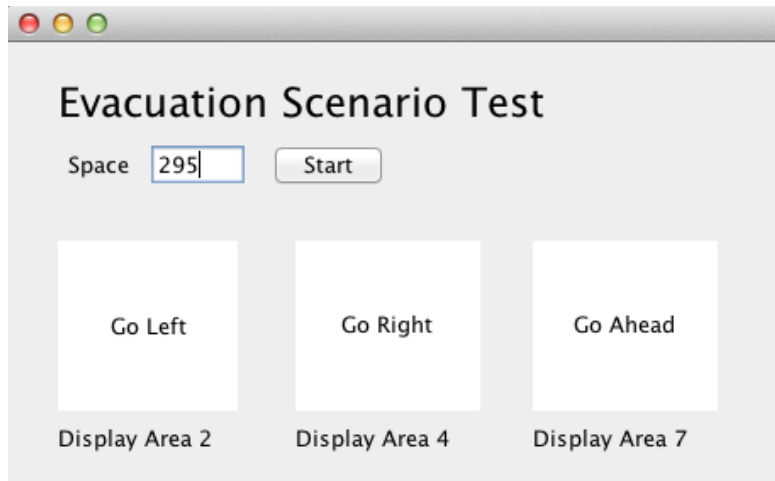 Evacuation Scenario Test
Space 295 Start
Go Left Go Right Go Ahead
Display Area 2 Display Area 4 Display Area 7